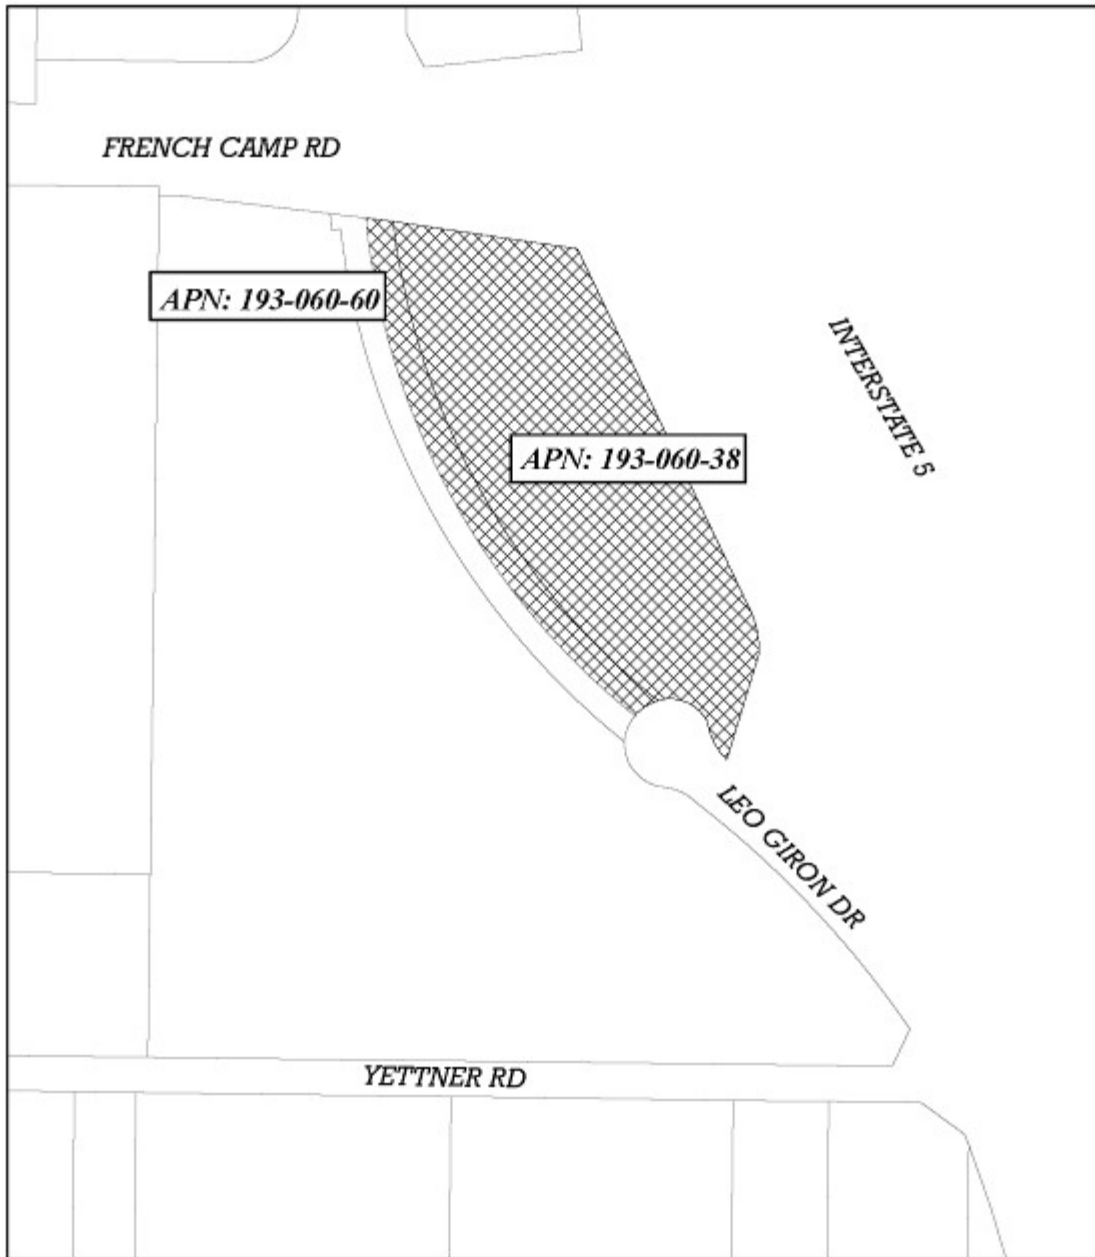 FRENCH CAMP RD
APN: 193-060-60
INTERSTATE 5
APN: 193-060-38
LEO GIRON DR
YETTNER RD